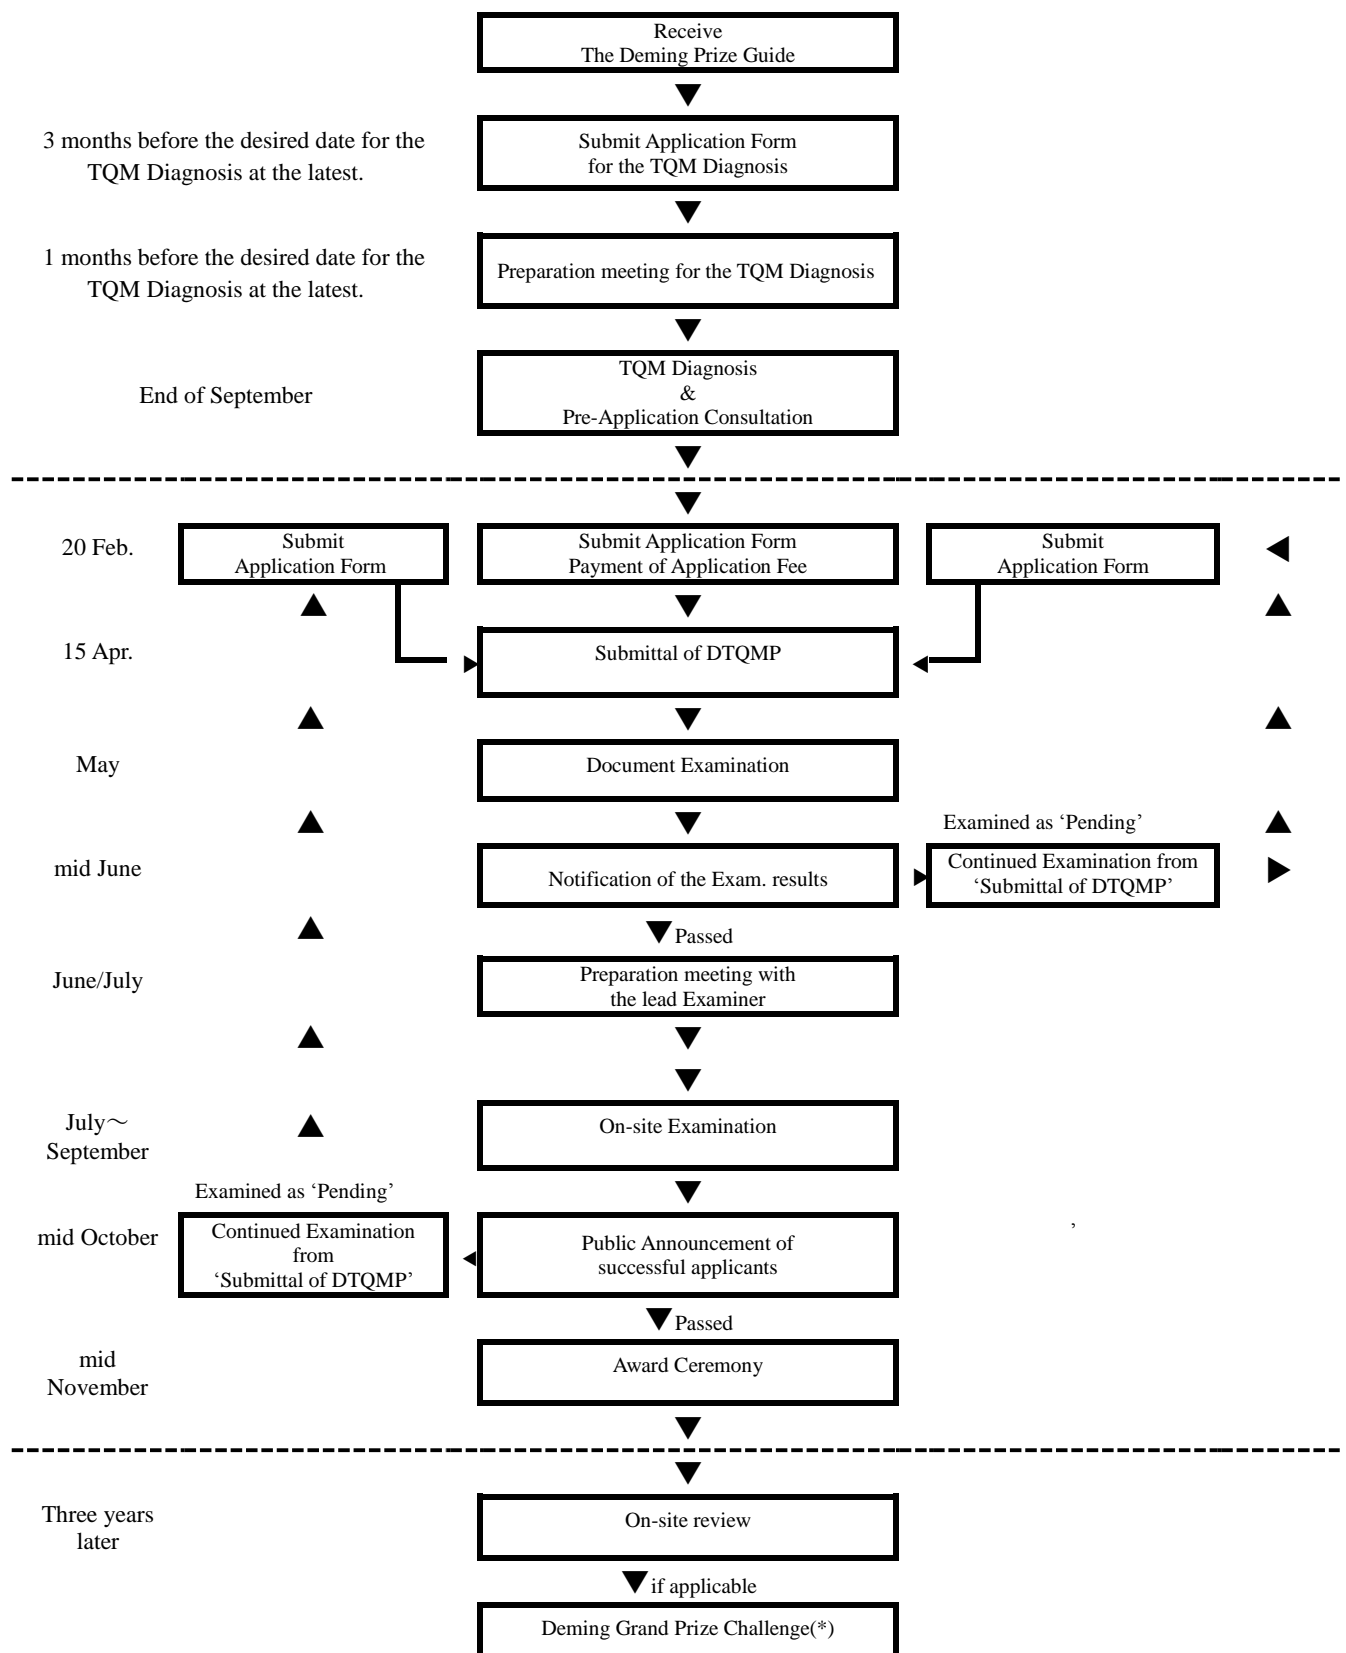 Receive
The Deming Prize Guide
3 months before the desired date for the
TQM Diagnosis at the latest.
Submit Application Form
for the TQM Diagnosis
1 months before the desired date for the
TQM Diagnosis at the latest.
Preparation meeting for the TQM Diagnosis
End of September
TQM Diagnosis
&
Pre-Application Consultation
20 Feb.
Submit
Application Form
Submit Application Form
Payment of Application Fee
Submit
Application Form
15 Apr.
Submittal of DTQMP
May
Document Examination
mid June
Notification of the Exam. results
Examined as ‘Pending’
Continued Examination from
‘Submittal of DTQMP’
Passed
June/July
Preparation meeting with
the lead Examiner
July～
September
On-site Examination
Examined as ‘Pending’
mid October
Continued Examination
from
‘Submittal of DTQMP’
Public Announcement of
successful applicants
,
Passed
mid
November
Award Ceremony
Three years
later
On-site review
if applicable
Deming Grand Prize Challenge(*)